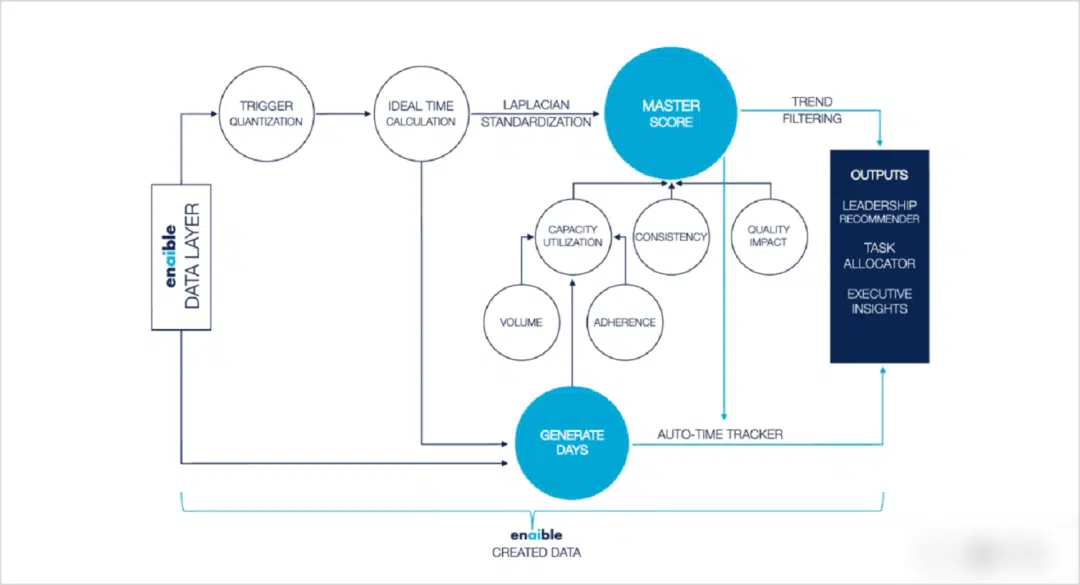 TRIGGER
QUANTIZATION
IDEAL TIME
CALCULATION
LAPLACIAN
STANDARDIZATION
MASTER
SCORE
TREND
FILTERING
OUTPUTS
LEADERSHIP
RECOMMENDER
TASK
ALLOCATOR
EXECUTIVE
INSIGHTS
enaible
DATA LAYER
CAPACITY
UTILIZATION
CONSISTENCY
QUALITY
IMPACT
VOLUME
ADHERENCE
GENERATE
DAYS
AUTO-TIME TRACKER
enaible
CREATED DATA